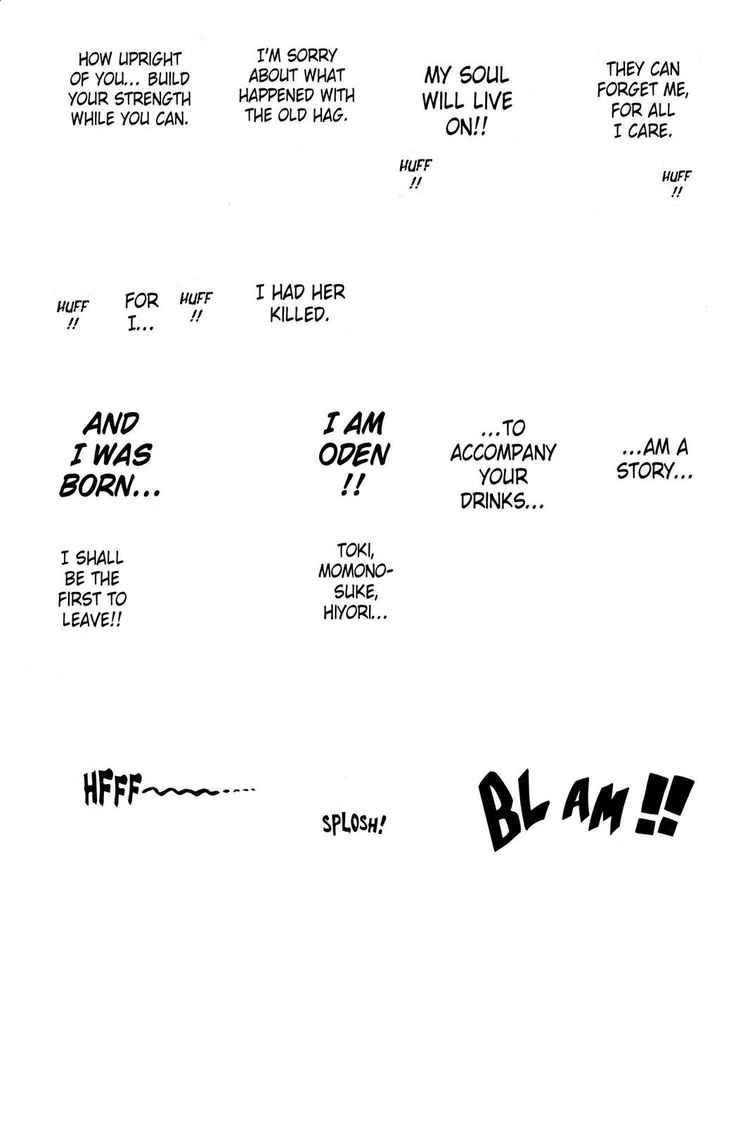 THEY CAN
FORGET ME,
FOR ALL
I CARE.
HUFF
!!
MY SOUL
WILL LIVE
ON!!
HUFF
!!
I'M SORRY
ABOUT WHAT
HAPPENED WITH
THE OLD HAG.
HOW UPRIGHT
OF YOU... BUILD
YOUR STRENGTH
WHILE YOU CAN.
I HAD HER
KILLED.
HUFF
!!
FOR
I...
HUFF
!!
...AM A
STORY...
...TO
ACCOMPANY
YOUR
DRINKS...
I AM
ODEN
!!
AND
I WAS
BORN...
TOKI,
MOMONO-
SUKE,
HIYORI...
I SHALL
BE THE
FIRST TO
LEAVE!!
BLAM!!
SPLOSH!
HFFF